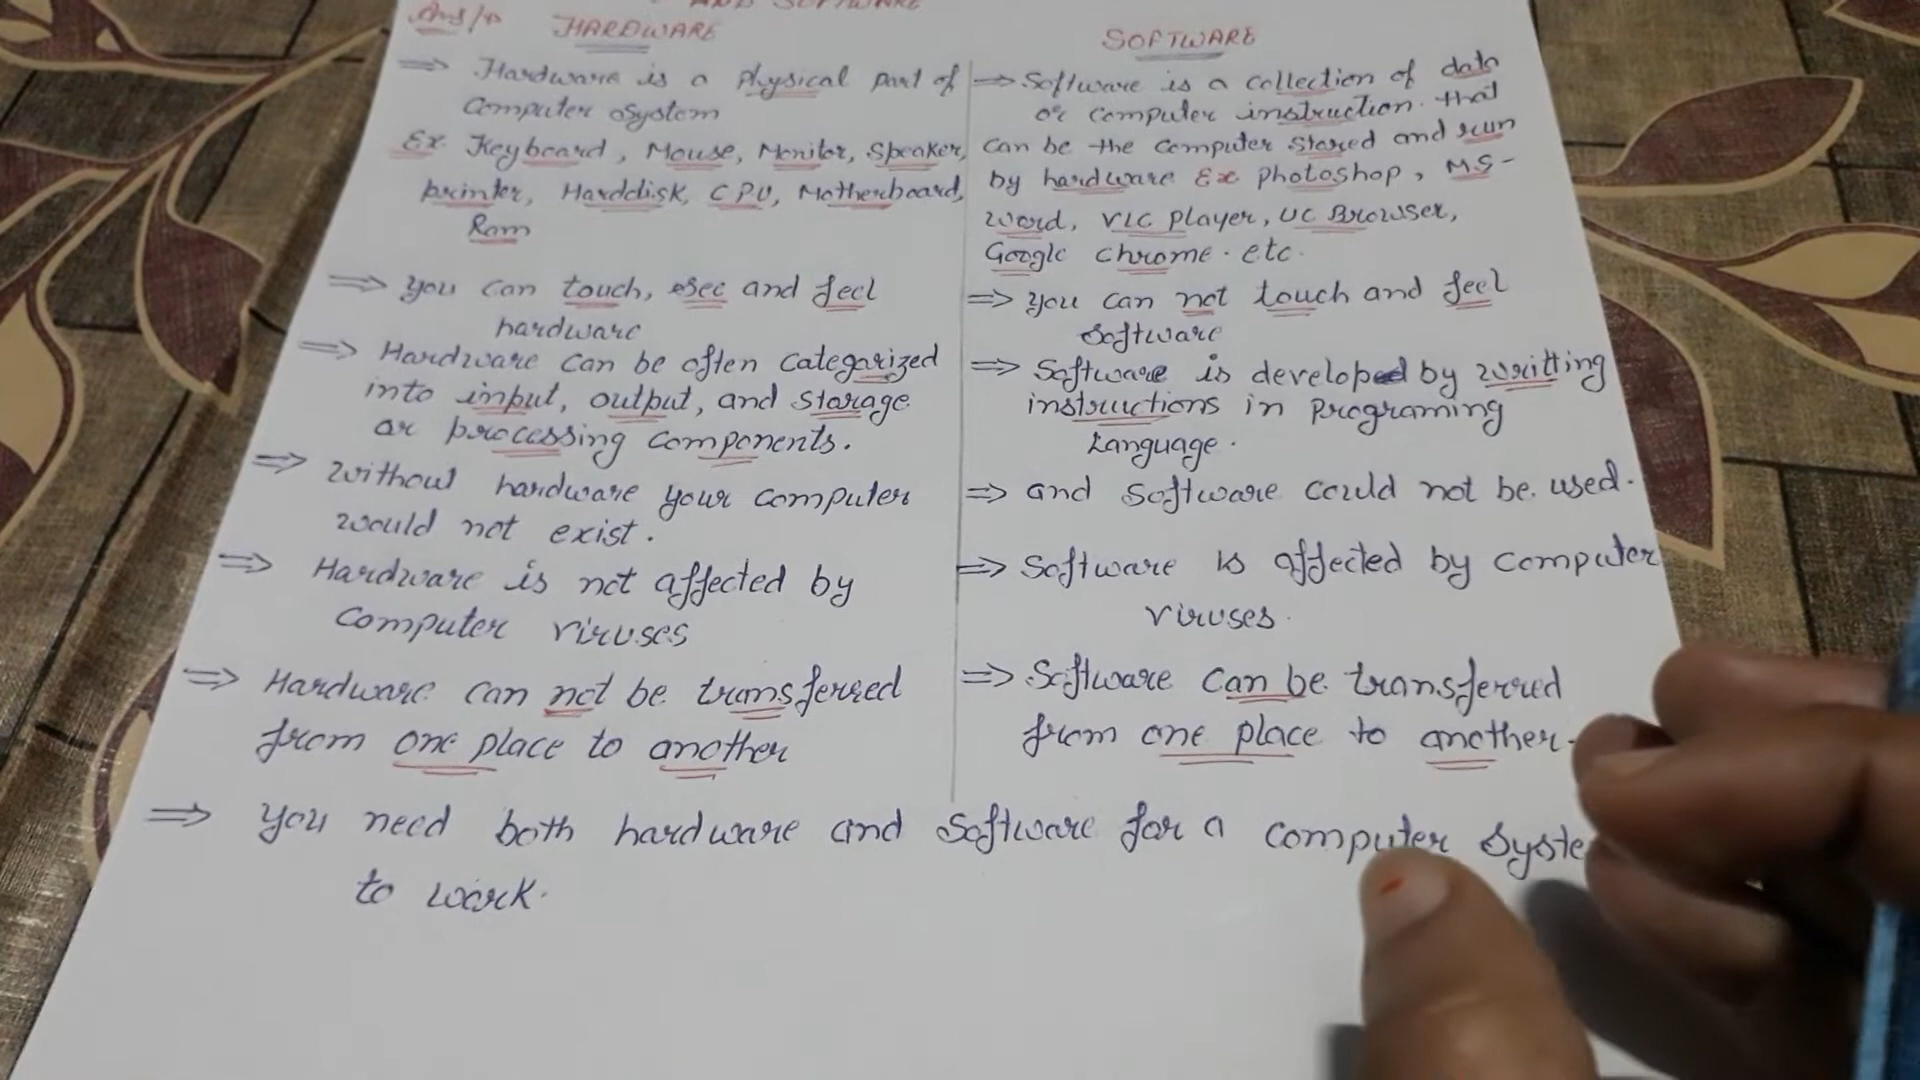 AND SOFTWARE
Ans/n
HARDWARE
⇒ Hardware is a Physical part of
Computer System
Ex. Keyboard, Mouse, Monitor, Speaker,
printer, Harddisk, CPU, Motherboard,
Ram
⇒ you can touch, see and feel
hardware
⇒ Hardware can be often categorized
into input, output, and storage
or processing components.
⇒ without hardware your computer
would not exist.
⇒ Hardware is not affected by
Computer viruses
⇒ Hardware can not be transferred
from one place to another
SOFTWARE
⇒ Software is a collection of data
or computer instruction that
can be the computer stored and run
by hardware Ex Photoshop, MS-
word, VLC player, UC Browser,
Google chrome. etc.
⇒ you can not touch and feel
Software
⇒ Software is developed by writting
instructions in Programing
Language.
⇒ and Software could not be used.
⇒ Software is affected by computer
viruses.
⇒ Software can be transferred
from one place to another.
⇒ you need both hardware and Software for a computer Syste
to work.